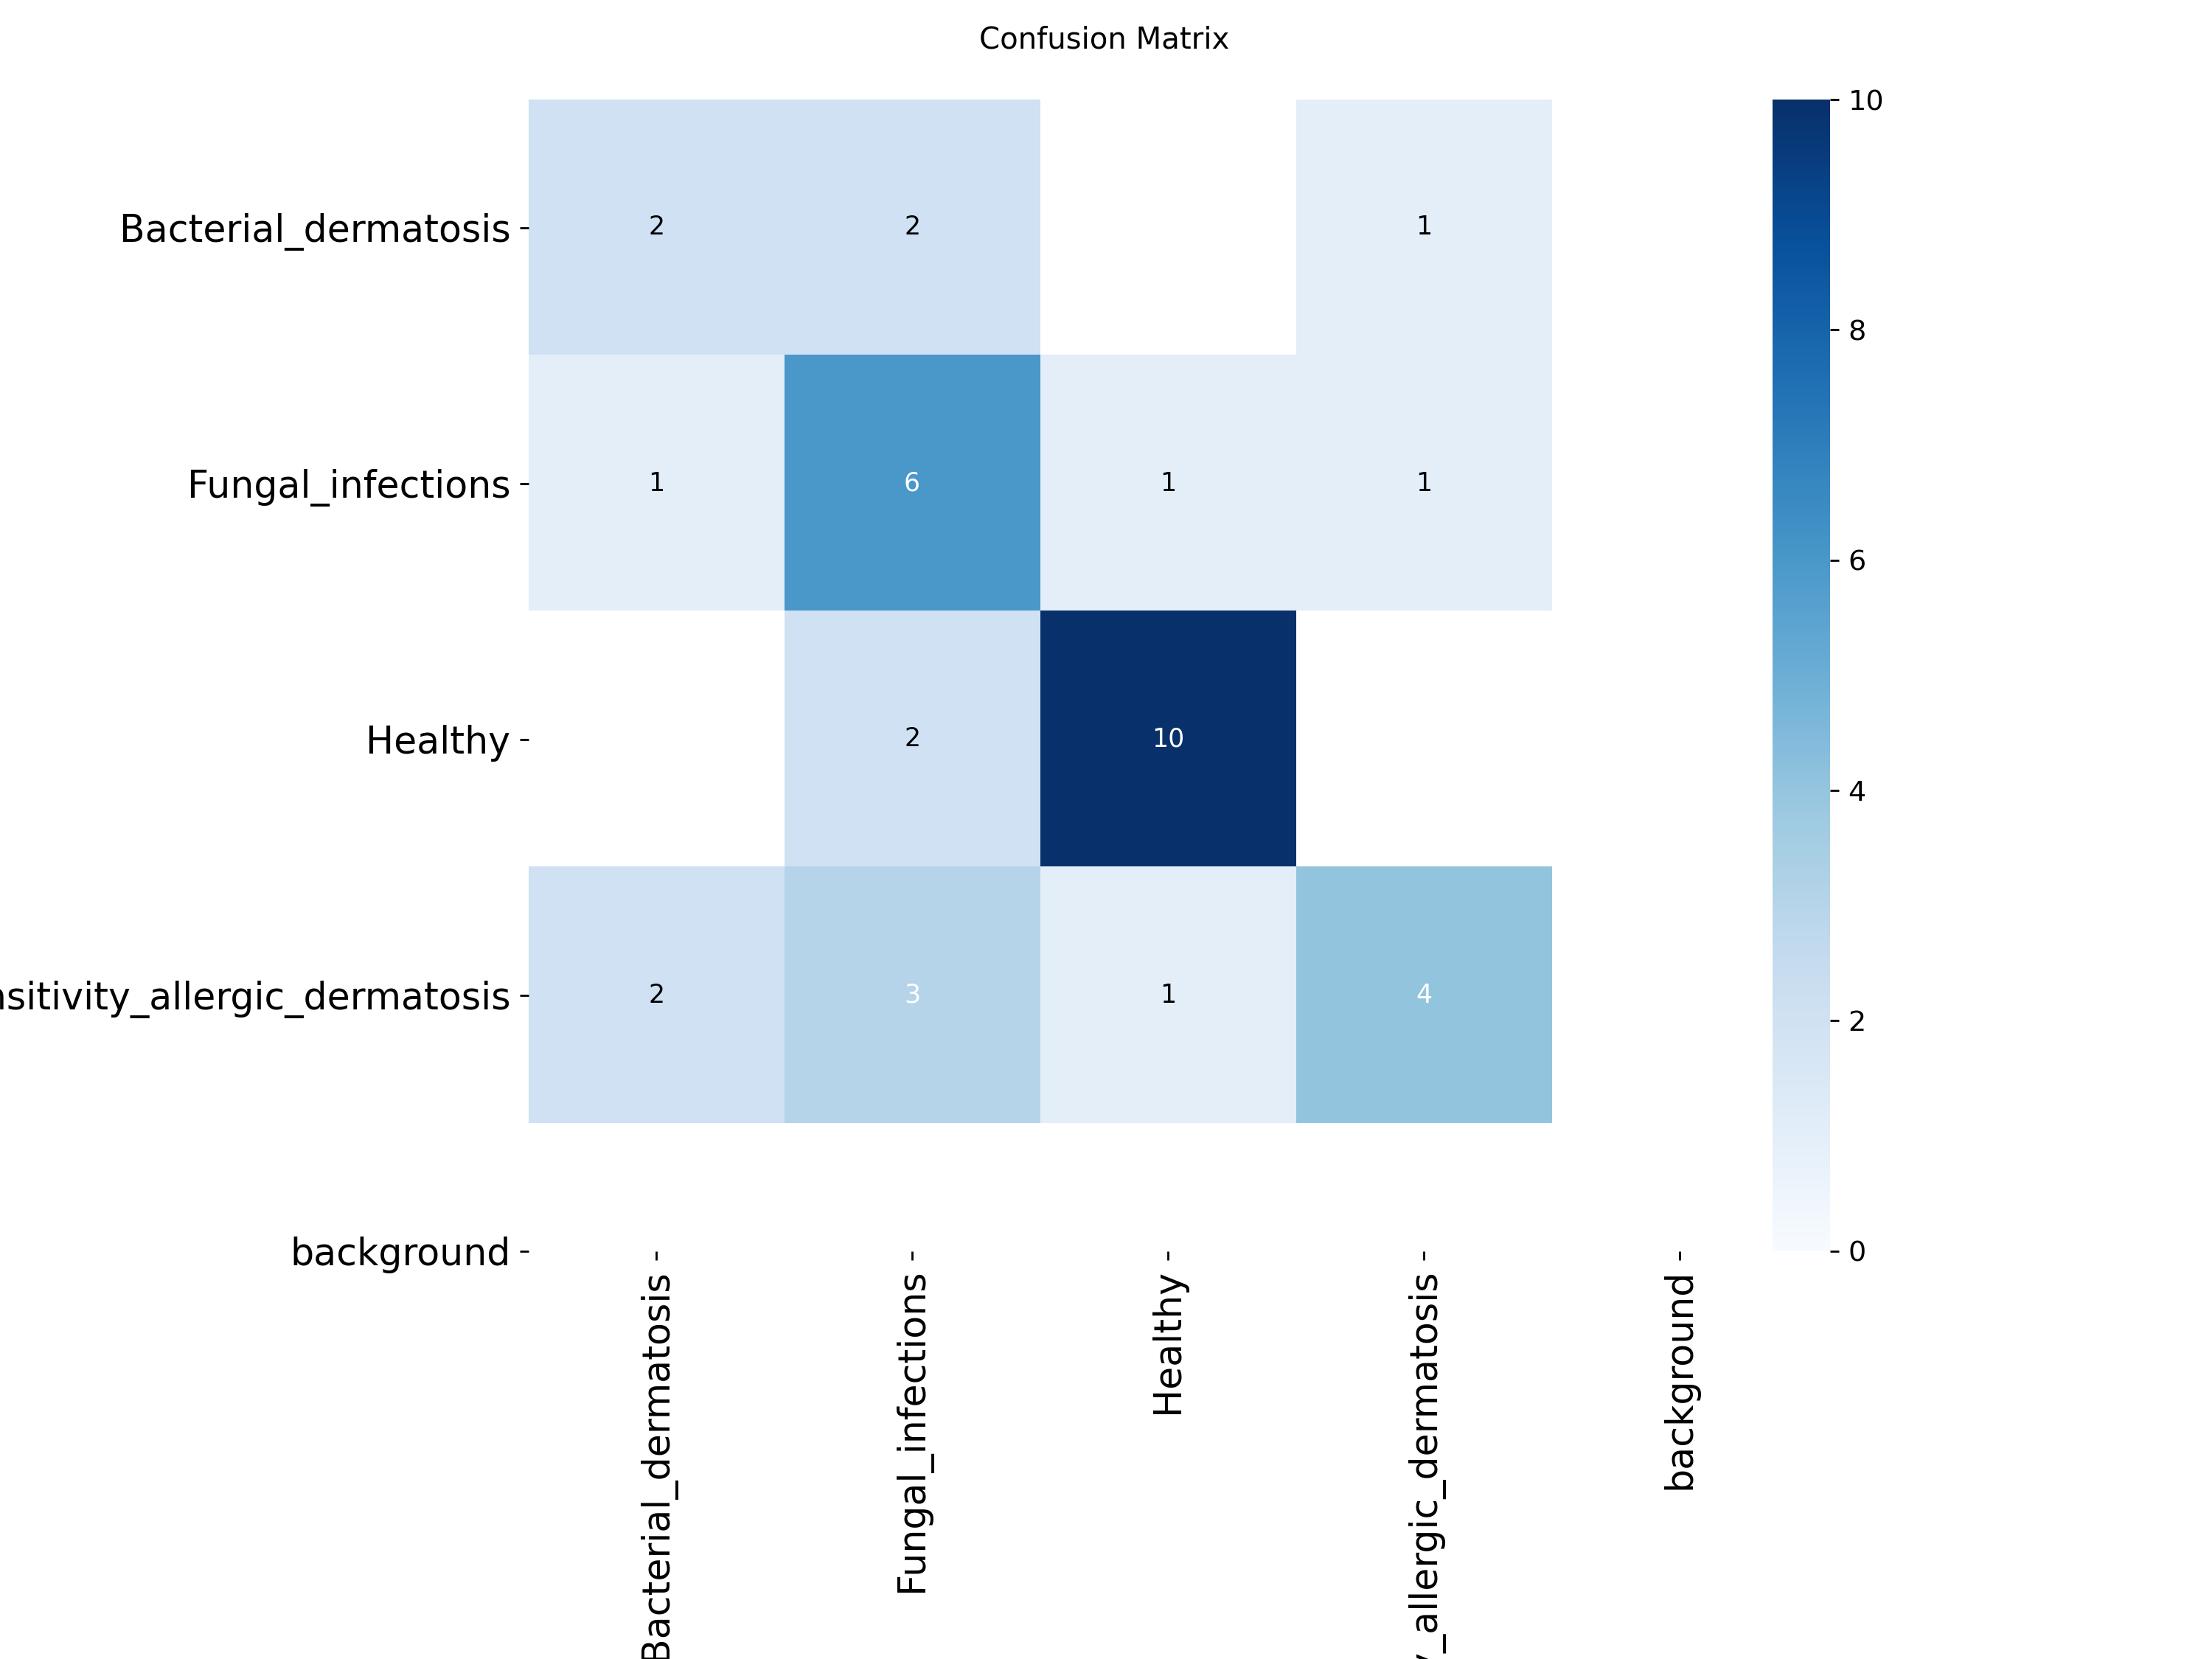 Confusion Matrix
Bacterial_dermatosis
2 2 1
Fungal_infections
1 6 1 1
Healthy
2 10
sitivity_allergic_dermatosis
2 3 1 4
background
Bacterial_dermatosis
Fungal_infections
Healthy
_allergic_dermatosis
background
10
8
6
4
2
0